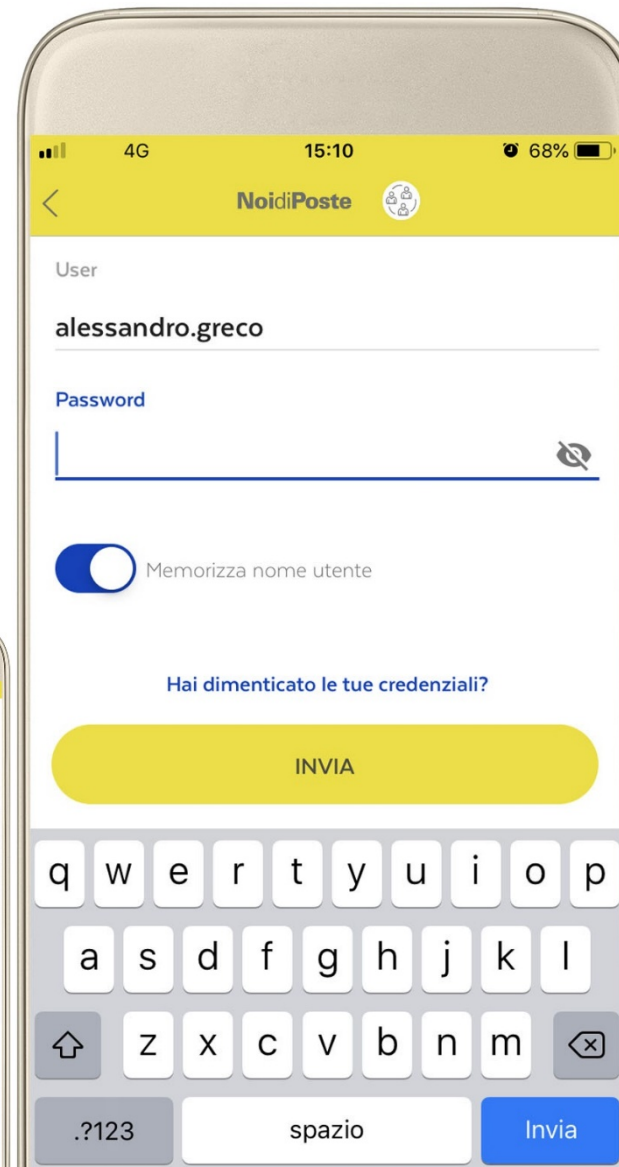 4G 15:10 68%
NoidiPoste
User
alessandro.greco
Password
Memorizza nome utente
Hai dimenticato le tue credenziali?
INVIA
q w e r t y u i o p
a s d f g h j k l
z x c v b n m
.?123 spazio Invia